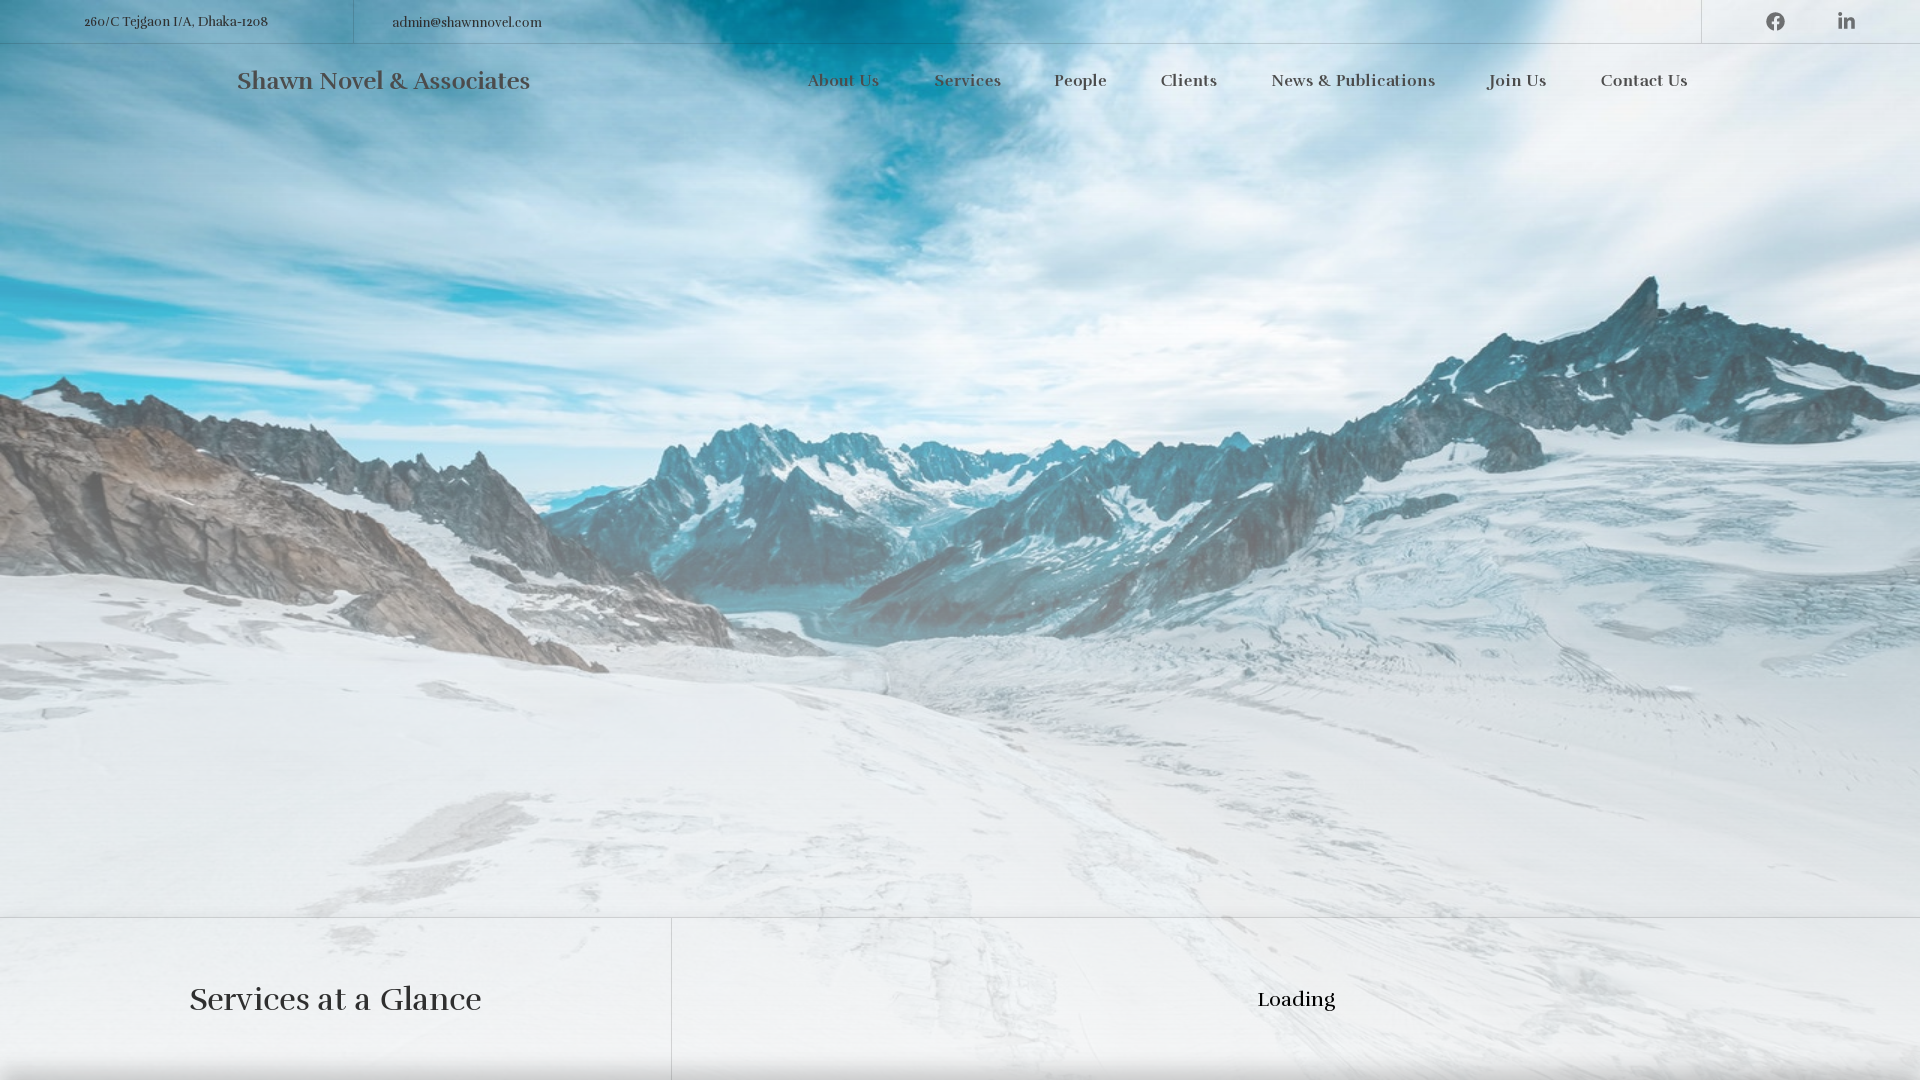 260/C Tejgaon I/A, Dhaka-1208
admin@shawnnovel.com
Shawn Novel & Associates
About Us
Services
People
Clients
News & Publications
Join Us
Contact Us
Services at a Glance
Loading